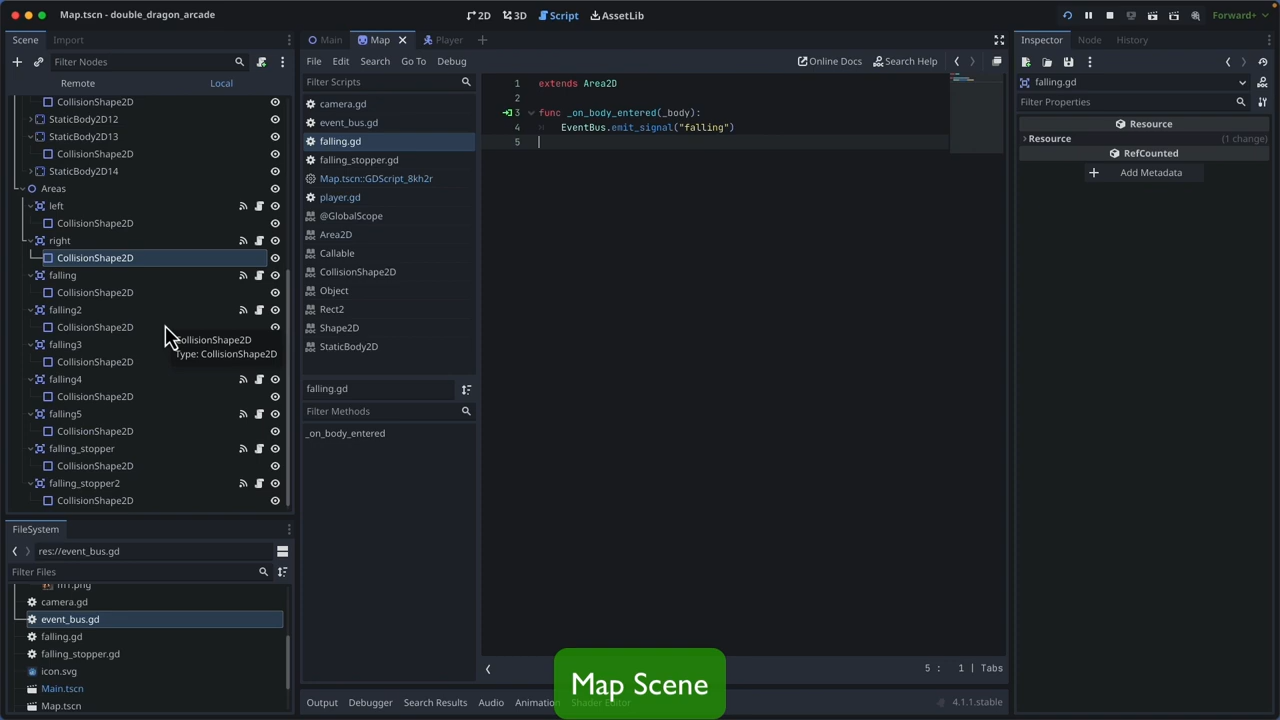 Map.tscn - double_dragon_arcade
2D
3D
Script
AssetLib
Forward+
Scene
Import
Filter Nodes
Remote
Local
CollisionShape2D
StaticBody2D12
StaticBody2D13
CollisionShape2D
StaticBody2D14
Areas
left
CollisionShape2D
right
CollisionShape2D
falling
CollisionShape2D
falling2
CollisionShape2D
falling3
CollisionShape2D
falling4
CollisionShape2D
falling5
CollisionShape2D
falling_stopper
CollisionShape2D
falling_stopper2
CollisionShape2D
CollisionShape2D
Type: CollisionShape2D
FileSystem
res://event_bus.gd
Filter Files
m1.png
camera.gd
event_bus.gd
falling.gd
falling_stopper.gd
icon.svg
Main.tscn
Map.tscn
Main
Map
Player
File
Edit
Search
Go To
Debug
Online Docs
Search Help
Filter Scripts
camera.gd
event_bus.gd
falling.gd
falling_stopper.gd
Map.tscn::GDScript_8kh2r
player.gd
@GlobalScope
Area2D
Callable
CollisionShape2D
Object
Rect2
Shape2D
StaticBody2D
falling.gd
Filter Methods
_on_body_entered
1 extends Area2D
2
3 func _on_body_entered(_body):
4 EventBus.emit_signal("falling")
5
5 : 1 | Tabs
Output
Debugger
Search Results
Audio
Animation
Shader Editor
4.1.1.stable
Map Scene
Inspector
Node
History
falling.gd
Filter Properties
Resource
Resource (1 change)
RefCounted
Add Metadata